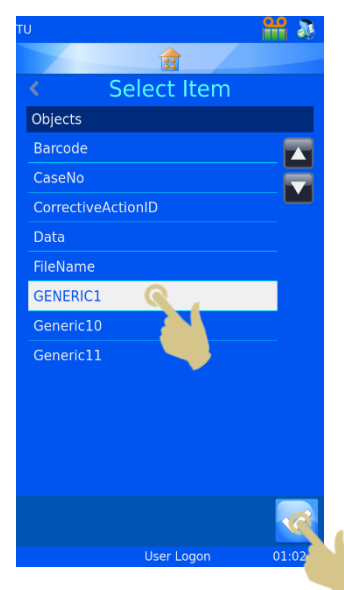 TU
Select Item
Objects
Barcode
CaseNo
CorrectiveActionID
Data
FileName
GENERIC1
Generic10
Generic11
User Logon 01:02